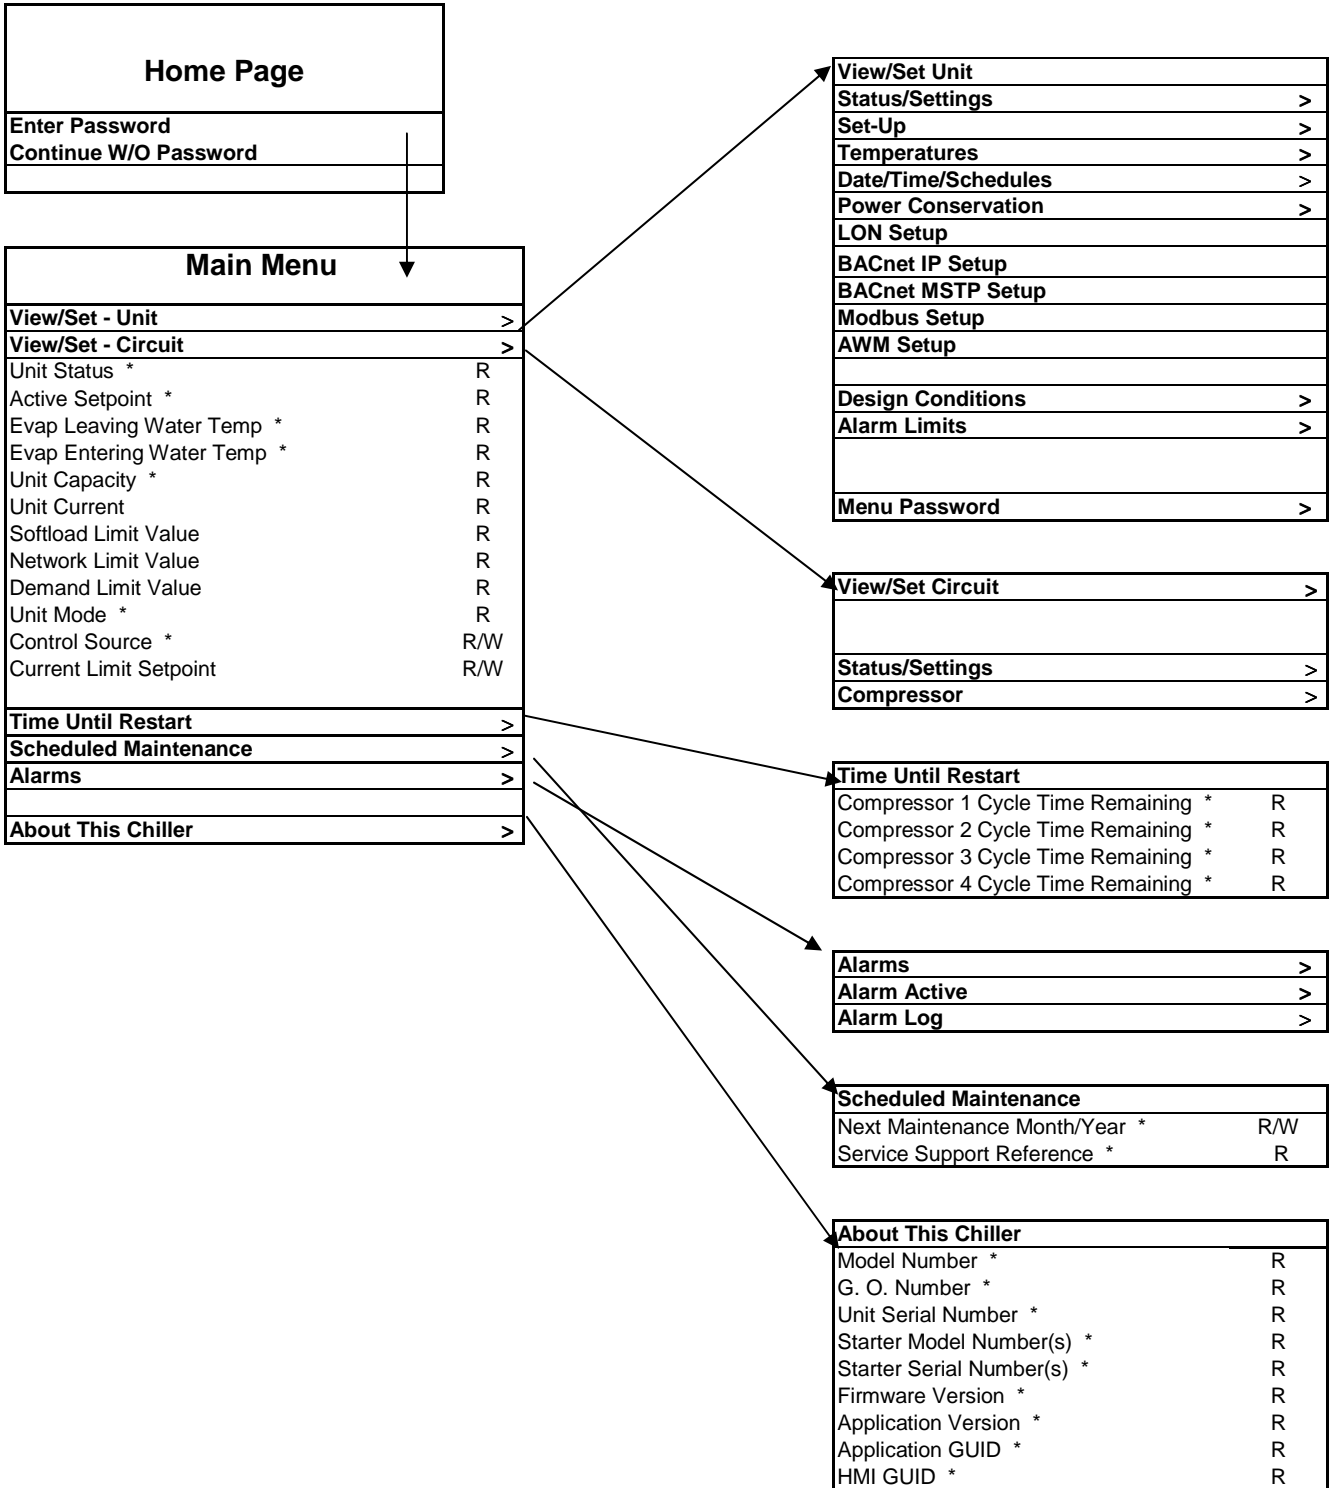 Home Page
Enter Password
Continue W/O Password
Main Menu
View/Set - Unit >
View/Set - Circuit >
Unit Status * R
Active Setpoint * R
Evap Leaving Water Temp * R
Evap Entering Water Temp * R
Unit Capacity * R
Unit Current R
Softload Limit Value R
Network Limit Value R
Demand Limit Value R
Unit Mode * R
Control Source * R/W
Current Limit Setpoint R/W
Time Until Restart >
Scheduled Maintenance >
Alarms >
About This Chiller >
View/Set Unit
Status/Settings >
Set-Up >
Temperatures >
Date/Time/Schedules >
Power Conservation >
LON Setup
BACnet IP Setup
BACnet MSTP Setup
Modbus Setup
AWM Setup
Design Conditions >
Alarm Limits >
Menu Password >
View/Set Circuit >
Status/Settings >
Compressor >
Time Until Restart
Compressor 1 Cycle Time Remaining * R
Compressor 2 Cycle Time Remaining * R
Compressor 3 Cycle Time Remaining * R
Compressor 4 Cycle Time Remaining * R
Alarms >
Alarm Active >
Alarm Log >
Scheduled Maintenance
Next Maintenance Month/Year * R/W
Service Support Reference * R
About This Chiller
Model Number * R
G. O. Number * R
Unit Serial Number * R
Starter Model Number(s) * R
Starter Serial Number(s) * R
Firmware Version * R
Application Version * R
Application GUID * R
HMI GUID * R